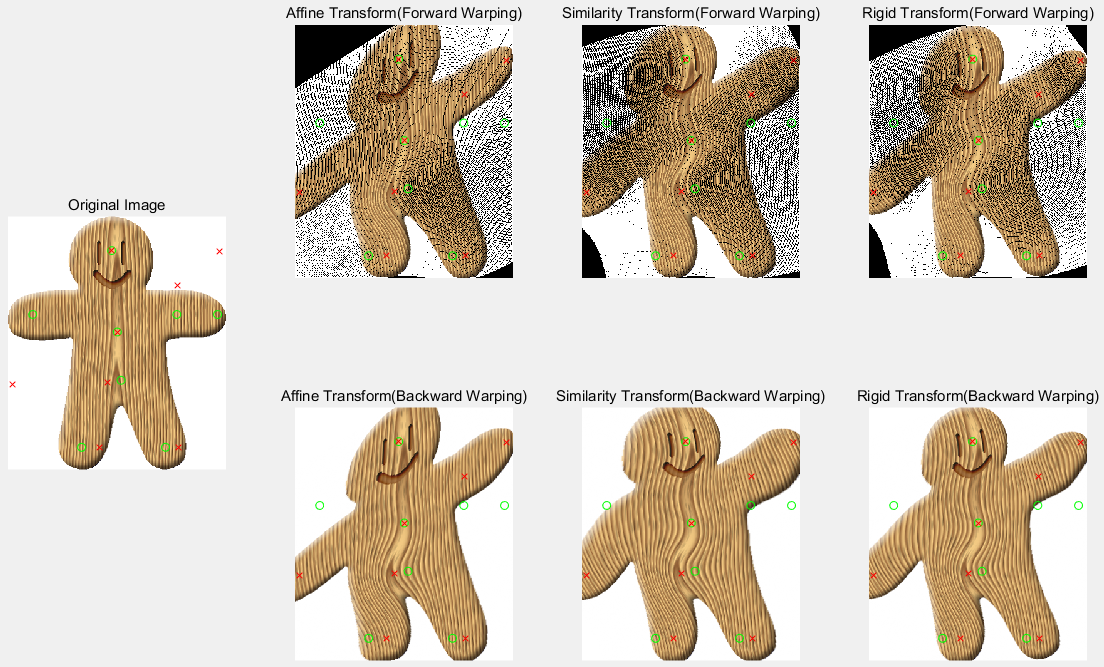 Affine Transform(Forward Warping)
Similarity Transform(Forward Warping)
Rigid Transform(Forward Warping)
Original Image
Affine Transform(Backward Warping)
Similarity Transform(Backward Warping)
Rigid Transform(Backward Warping)